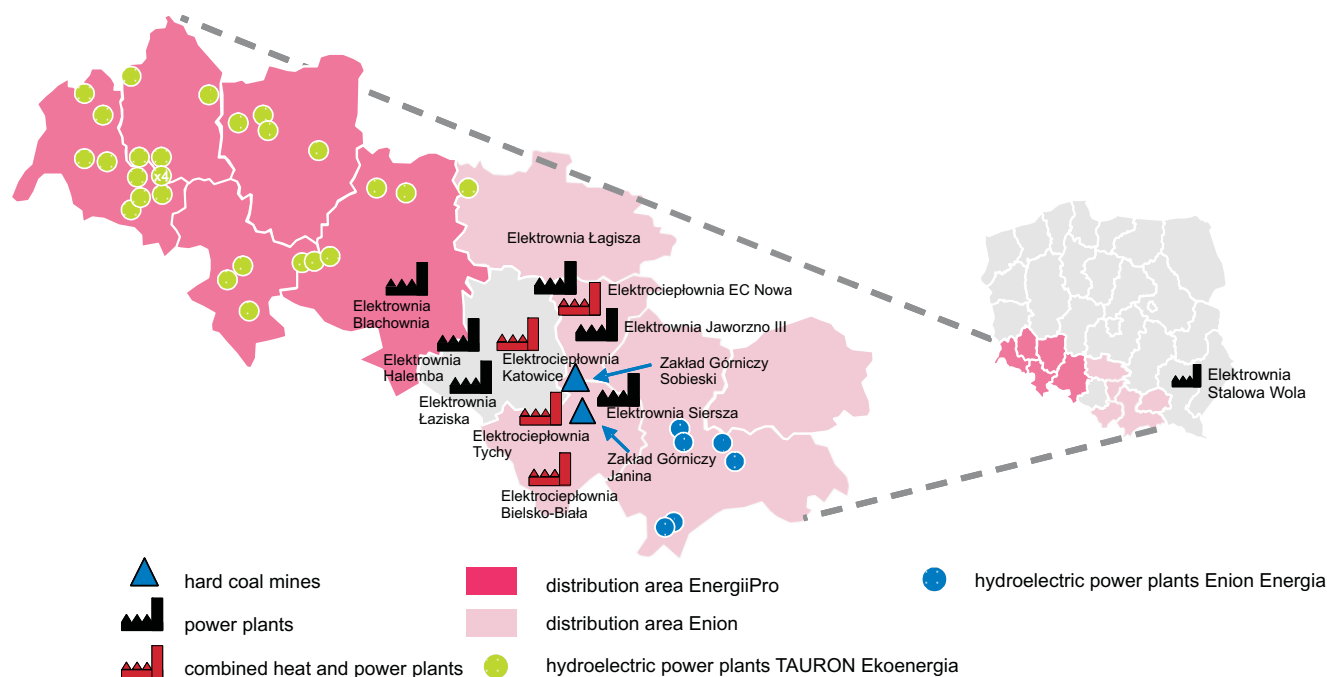 x4
Elektrownia Łagisza
Elektrociepłownia EC Nowa
Elektrownia
Blachownia
Elektrownia Jaworzno III
Elektrownia
Halemba
Elektrociepłownia
Katowice
Zakład Górniczy
Sobieski
Elektrownia
Stalowa Wola
Elektrownia
Łaziska
Elektrownia Siersza
Elektrociepłownia
Tychy
Zakład Górniczy
Janina
Elektrociepłownia
Bielsko-Biała
hard coal mines
power plants
combined heat and power plants
distribution area EnergiiPro
distribution area Enion
hydroelectric power plants TAURON Ekoenergia
hydroelectric power plants Enion Energia